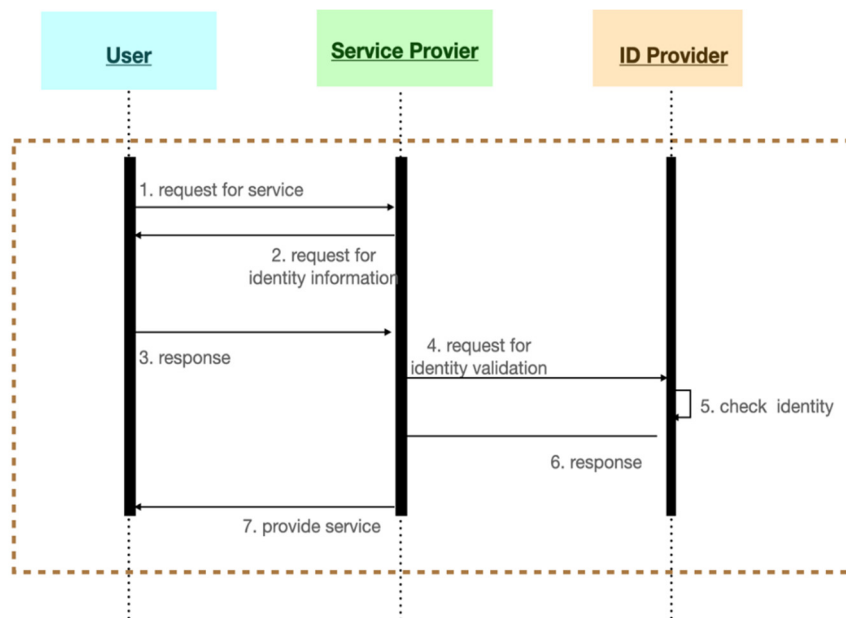 User
Service Provier
ID Provider
1. request for service
2. request for
identity information
3. response
4. request for
identity validation
5. check identity
6. response
7. provide service